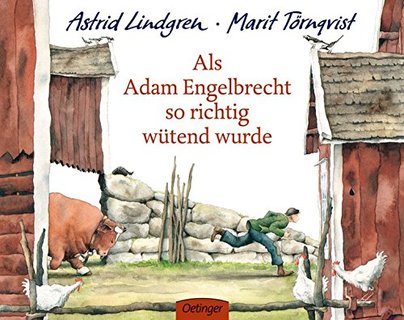 Astrid Lindgren · Marit Törnqvist
Als
Adam Engelbrecht
so richtig
wütend wurde
Oetinger